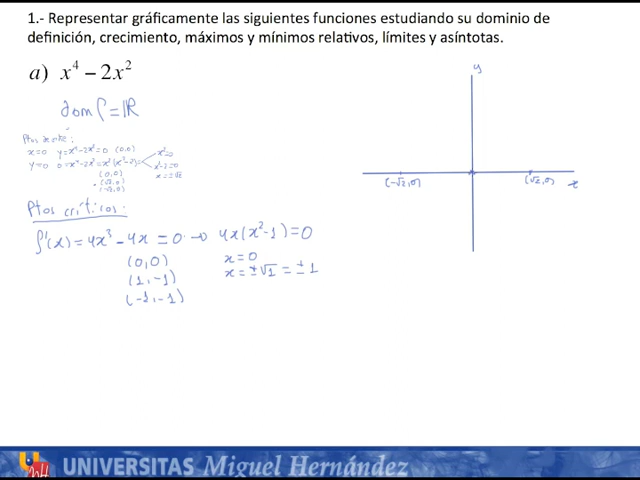 1.- Representar gráficamente las siguientes funciones estudiando su dominio de
definición, crecimiento, máximos y mínimos relativos, límites y asíntotas.
a) x⁴ − 2x²
dom f = ℝ
Ptos de corte:
x=0 y=x⁴−2x²=0 (0,0)
y=0 0=x⁴−2x²=x²(x²−2)=
x²=0
x²−2=0
x=±√2
(0,0)
(√2,0)
(−√2,0)
Ptos críticos:
f'(x) = 4x³ − 4x = 0 → 4x(x²−1)=0
(0,0) x=0
(1,−1) x=±√1 = ±1
(−1,−1)
y
(−√2,0) (√2,0) x
UNIVERSITAS Miguel Hernández